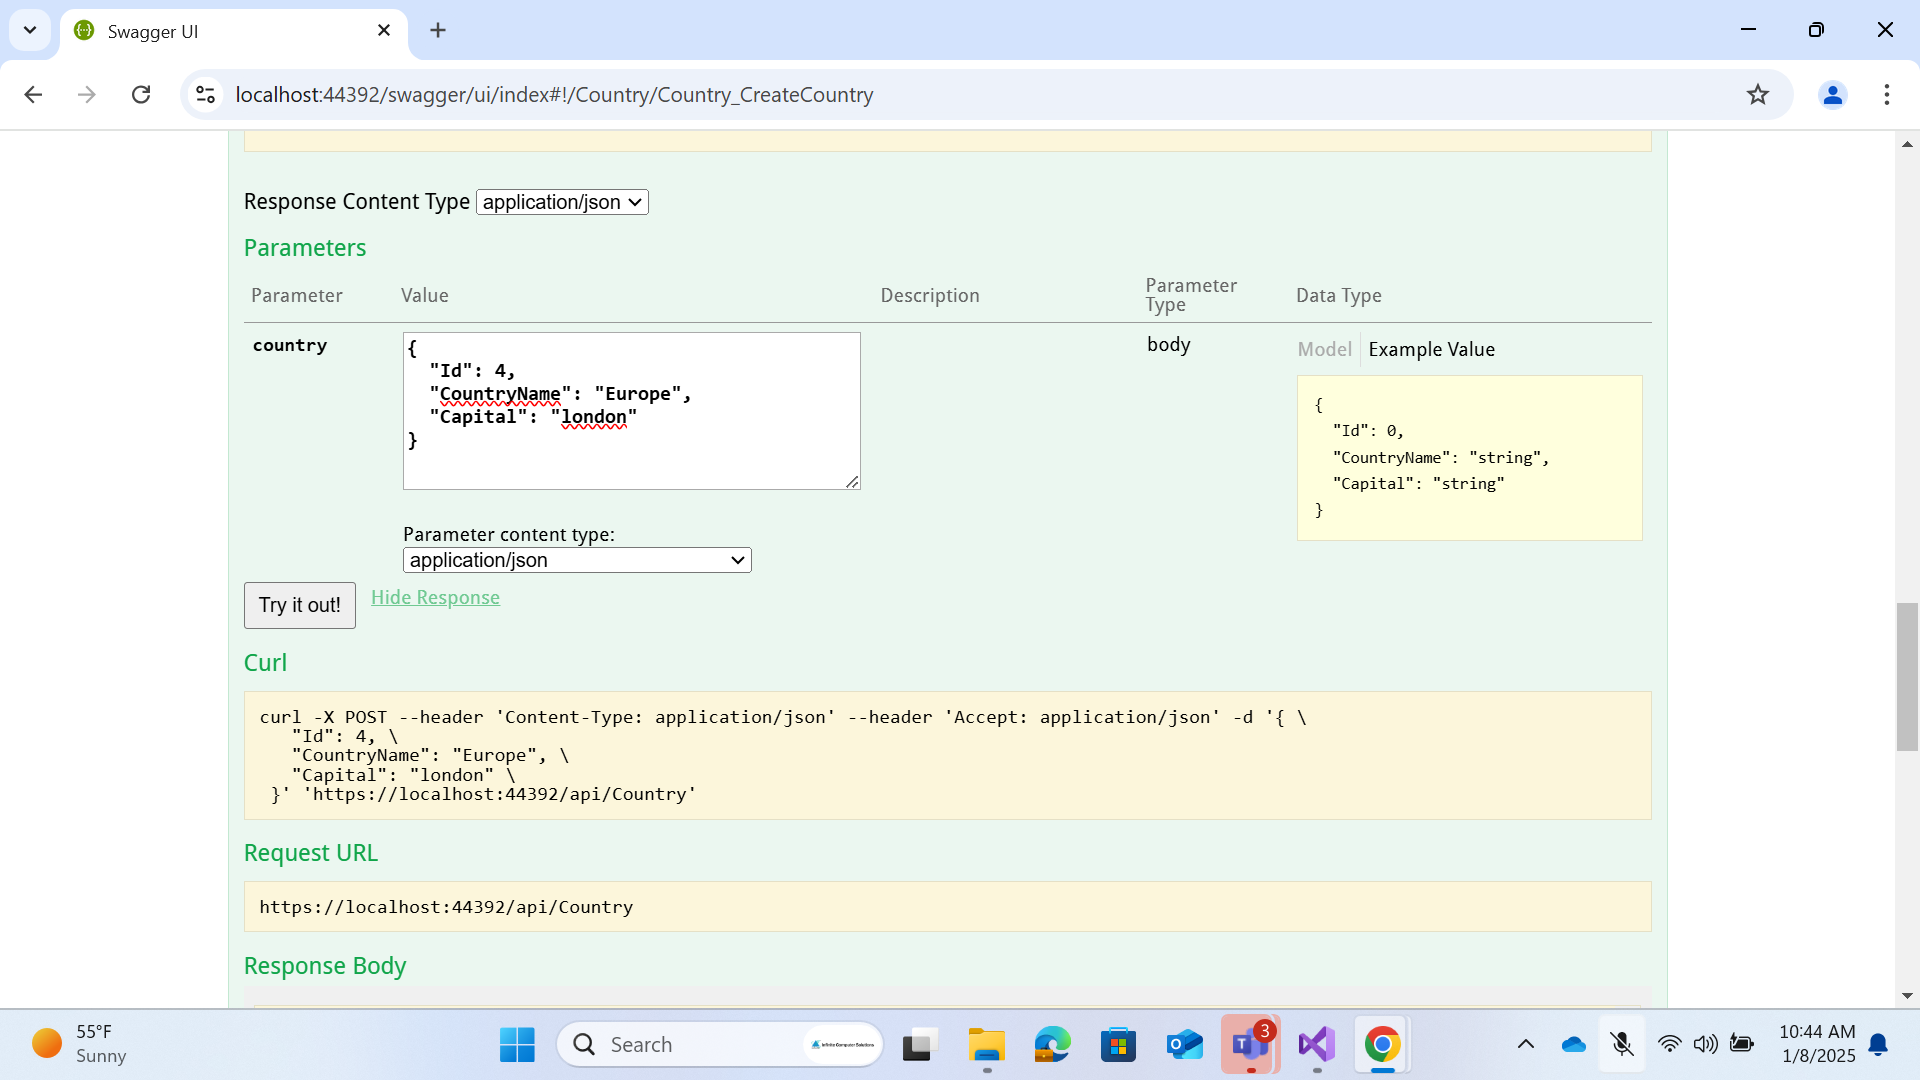 Swagger UI
localhost:44392/swagger/ui/index#!/Country/Country_CreateCountry
Response Content Type application/json
Parameters
Parameter Value Description Parameter Type Data Type
country
{
"Id": 4,
"CountryName": "Europe",
"Capital": "london"
}
body
Model Example Value
{
"Id": 0,
"CountryName": "string",
"Capital": "string"
}
Parameter content type:
application/json
Try it out! Hide Response
Curl
curl -X POST --header 'Content-Type: application/json' --header 'Accept: application/json' -d '{ \
"Id": 4, \
"CountryName": "Europe", \
"Capital": "london" \
}' 'https://localhost:44392/api/Country'
Request URL
https://localhost:44392/api/Country
Response Body
55°F
Sunny
Search
Infinite Computer Solutions
3
10:44 AM
1/8/2025